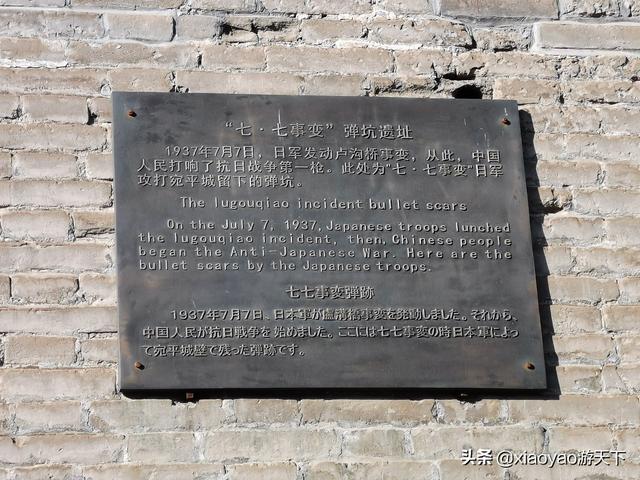 “七·七事变”弹坑遗址
1937年7月7日，日军发动卢沟桥事变，从此，中国
人民打响了抗日战争第一枪。此处为“七·七事变”日军
攻打宛平城留下的弹坑。
The lugouqiao incident bullet scars
On the July 7, 1937, Japanese troops lunched
the lugouqiao incident, then, Chinese people
began the Anti-Japanese War. Here are the
bullet scars by the Japanese troops.
七七事変弾跡
1937年7月7日、日本軍が盧溝橋事変を発動しました。それから、
中国人民が抗日戦争を始めました。ここには七七事変の時日本軍によっ
て宛平城壁で残った弾跡です。
头条 @xiaoyao游天下